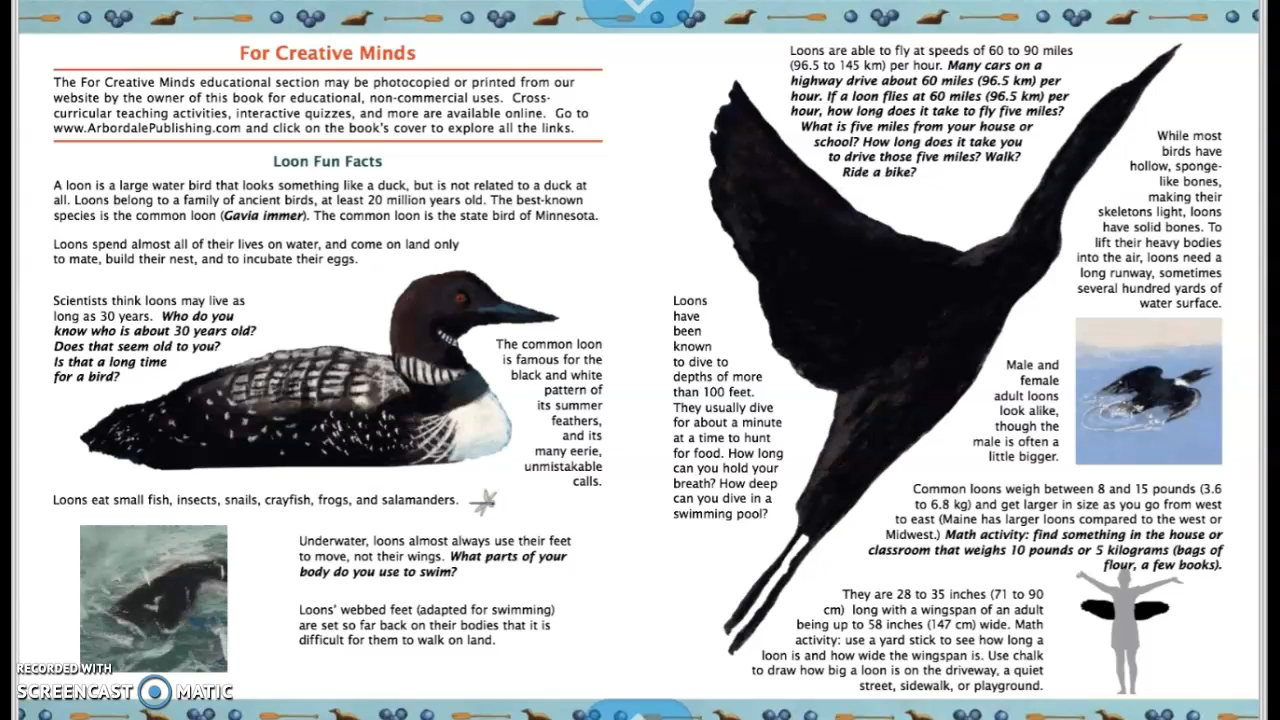 For Creative Minds
The For Creative Minds educational section may be photocopied or printed from our
website by the owner of this book for educational, non-commercial uses. Cross-
curricular teaching activities, interactive quizzes, and more are available online. Go to
www.ArbordalePublishing.com and click on the book's cover to explore all the links.
Loon Fun Facts
A loon is a large water bird that looks something like a duck, but is not related to a duck at
all. Loons belong to a family of ancient birds, at least 20 million years old. The best-known
species is the common loon (Gavia immer). The common loon is the state bird of Minnesota.
Loons spend almost all of their lives on water, and come on land only
to mate, build their nest, and to incubate their eggs.
Scientists think loons may live as
long as 30 years. Who do you
know who is about 30 years old?
Does that seem old to you?
Is that a long time
for a bird?
The common loon
is famous for the
black and white
pattern of
its summer
feathers,
and its
many eerie,
unmistakable
calls.
Loons eat small fish, insects, snails, crayfish, frogs, and salamanders.
Underwater, loons almost always use their feet
to move, not their wings. What parts of your
body do you use to swim?
Loons' webbed feet (adapted for swimming)
are set so far back on their bodies that it is
difficult for them to walk on land.
Loons are able to fly at speeds of 60 to 90 miles
(96.5 to 145 km) per hour. Many cars on a
highway drive about 60 miles (96.5 km) per
hour. If a loon flies at 60 miles (96.5 km) per
hour, how long does it take to fly five miles?
What is five miles from your house or
school? How long does it take you
to drive those five miles? Walk?
Ride a bike?
While most
birds have
hollow, sponge-
like bones,
making their
skeletons light, loons
have solid bones. To
lift their heavy bodies
into the air, loons need a
long runway, sometimes
several hundred yards of
water surface.
Loons
have
been
known
to dive to
depths of more
than 100 feet.
They usually dive
for about a minute
at a time to hunt
for food. How long
can you hold your
breath? How deep
can you dive in a
swimming pool?
Male and
female
adult loons
look alike,
though the
male is often a
little bigger.
Common loons weigh between 8 and 15 pounds (3.6
to 6.8 kg) and get larger in size as you go from west
to east (Maine has larger loons compared to the west or
Midwest.) Math activity: find something in the house or
classroom that weighs 10 pounds or 5 kilograms (bags of
flour, a few books).
They are 28 to 35 inches (71 to 90
cm) long with a wingspan of an adult
being up to 58 inches (147 cm) wide. Math
activity: use a yard stick to see how long a
loon is and how wide the wingspan is. Use chalk
to draw how big a loon is on the driveway, a quiet
street, sidewalk, or playground.
RECORDED WITH
SCREENCAST MATIC